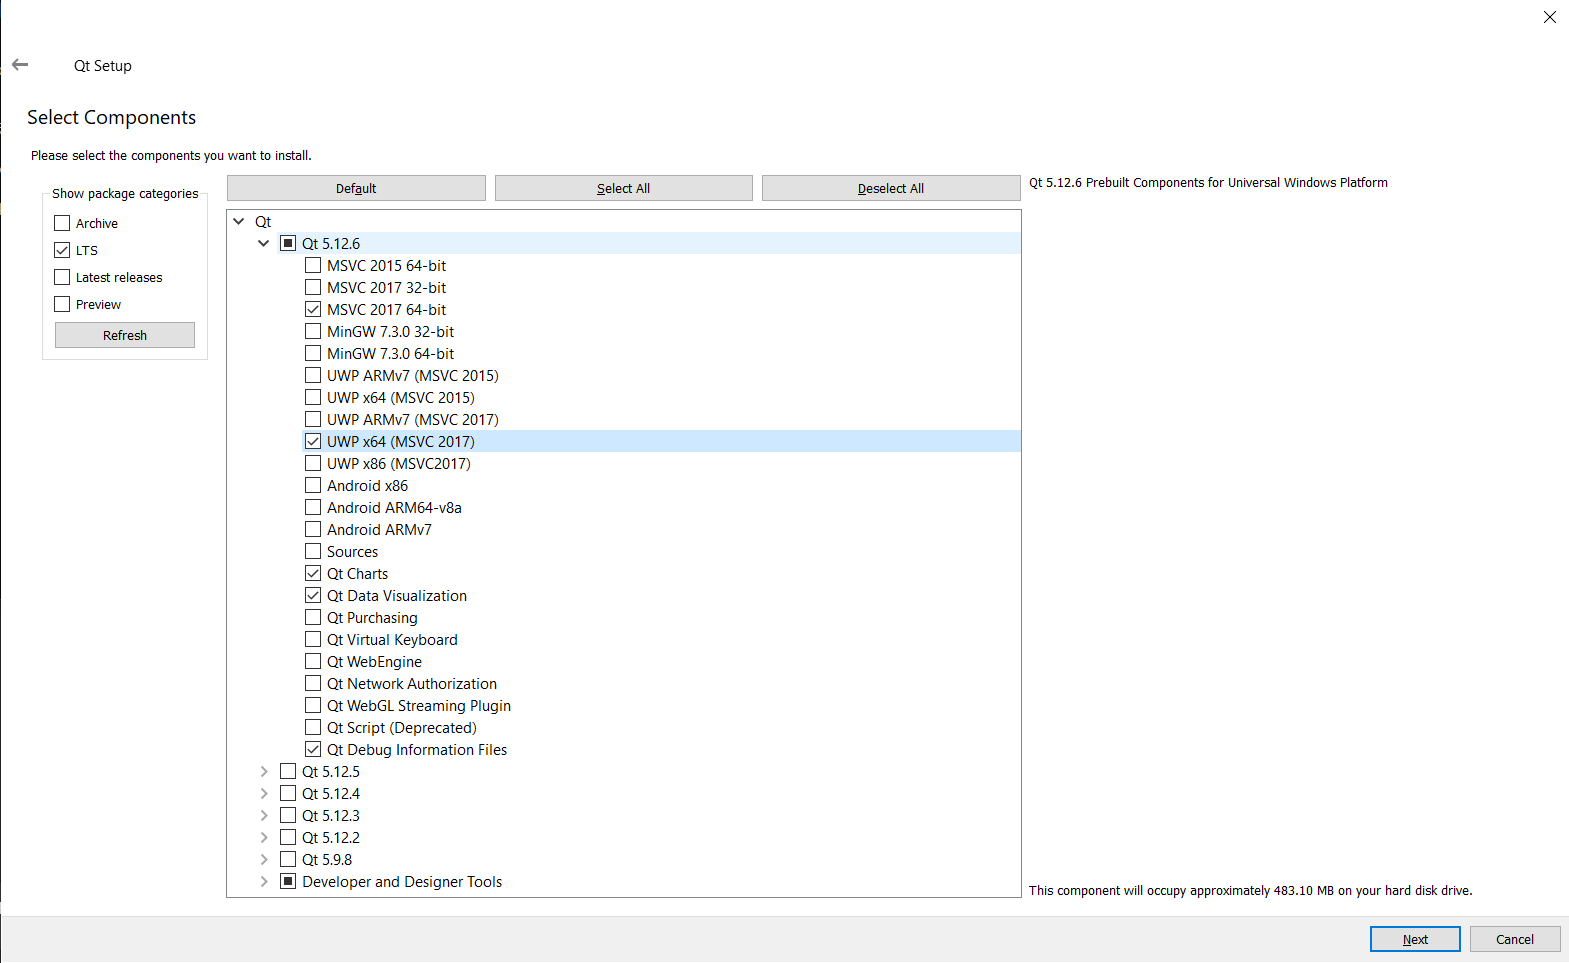 Qt Setup
Select Components
Please select the components you want to install.
Show package categories
Archive
LTS
Latest releases
Preview
Refresh
Default
Select All
Deselect All
Qt
Qt 5.12.6
MSVC 2015 64-bit
MSVC 2017 32-bit
MSVC 2017 64-bit
MinGW 7.3.0 32-bit
MinGW 7.3.0 64-bit
UWP ARMv7 (MSVC 2015)
UWP x64 (MSVC 2015)
UWP ARMv7 (MSVC 2017)
UWP x64 (MSVC 2017)
UWP x86 (MSVC2017)
Android x86
Android ARM64-v8a
Android ARMv7
Sources
Qt Charts
Qt Data Visualization
Qt Purchasing
Qt Virtual Keyboard
Qt WebEngine
Qt Network Authorization
Qt WebGL Streaming Plugin
Qt Script (Deprecated)
Qt Debug Information Files
Qt 5.12.5
Qt 5.12.4
Qt 5.12.3
Qt 5.12.2
Qt 5.9.8
Developer and Designer Tools
Qt 5.12.6 Prebuilt Components for Universal Windows Platform
This component will occupy approximately 483.10 MB on your hard disk drive.
Next
Cancel